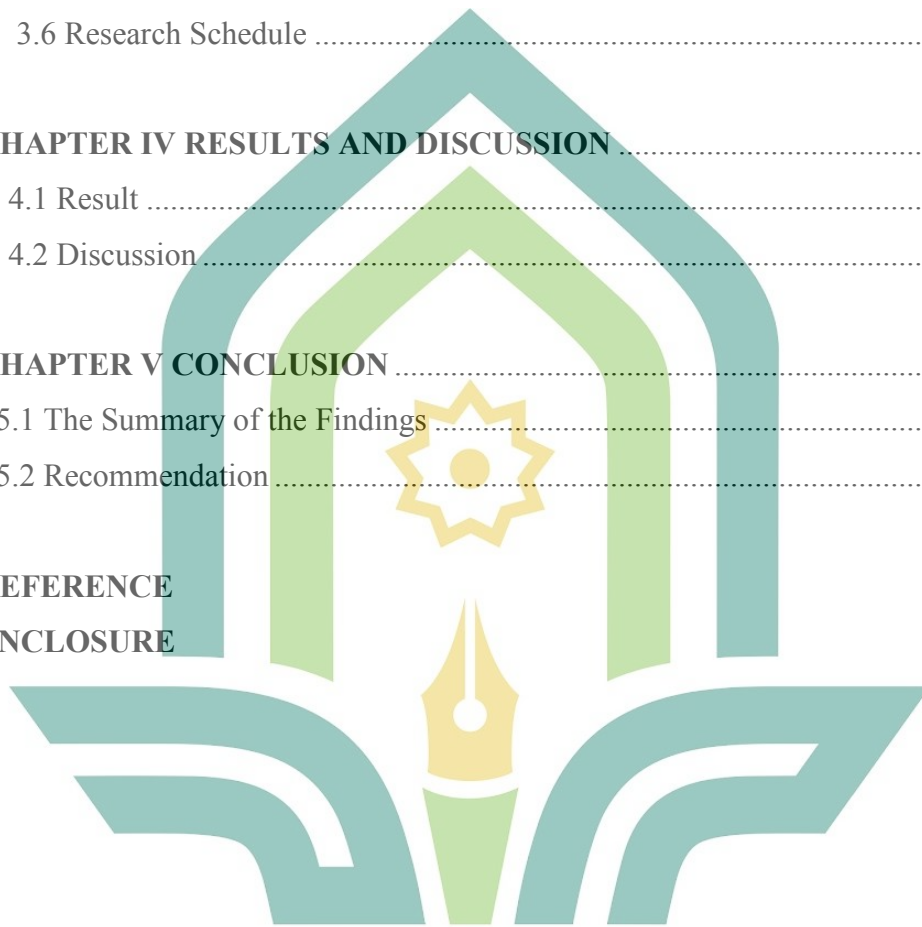 3.6 Research Schedule ........................................................................
HAPTER IV RESULTS AND DISCUSSION .....................................
4.1 Result ................................................................................................
4.2 Discussion .........................................................................................
HAPTER V CONCLUSION ..................................................................
5.1 The Summary of the Findings .............................................................
5.2 Recommendation .................................................................................
EFERENCE
NCLOSURE